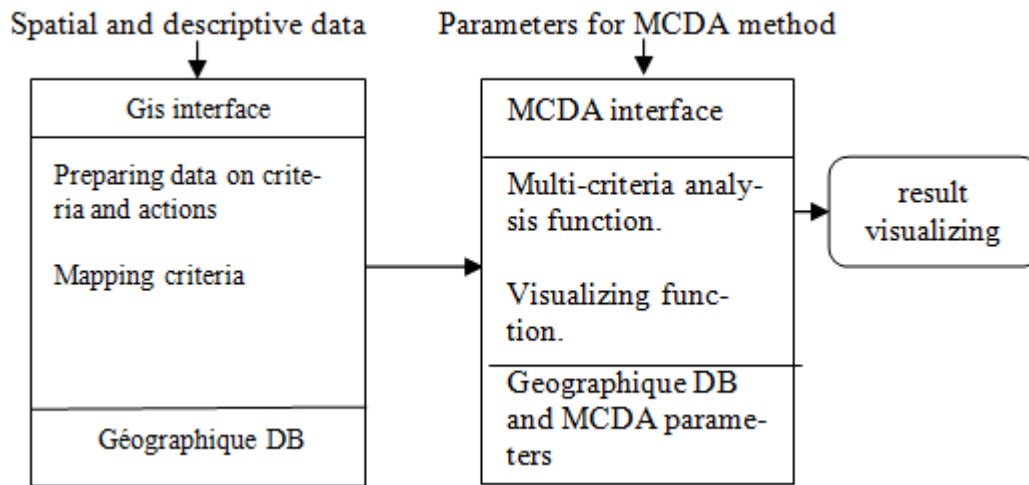 Spatial and descriptive data
Parameters for MCDA method
Gis interface
Preparing data on crite-
ria and actions
Mapping criteria
Géographique DB
MCDA interface
Multi-criteria analy-
sis function.
Visualizing func-
tion.
Geographique DB
and MCDA parame-
ters
result
visualizing